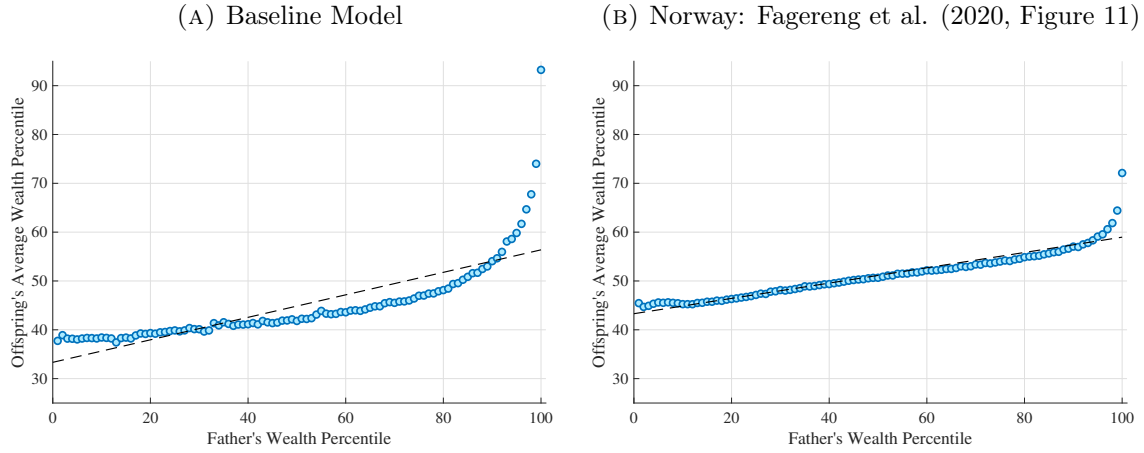 (A) Baseline Model
Offspring's Average Wealth Percentile
90
80
70
60
50
40
30
0 20 40 60 80 100
Father's Wealth Percentile
(B) Norway: Fagereng et al. (2020, Figure 11)
Offspring's Average Wealth Percentile
90
80
70
60
50
40
30
0 20 40 60 80 100
Father's Wealth Percentile